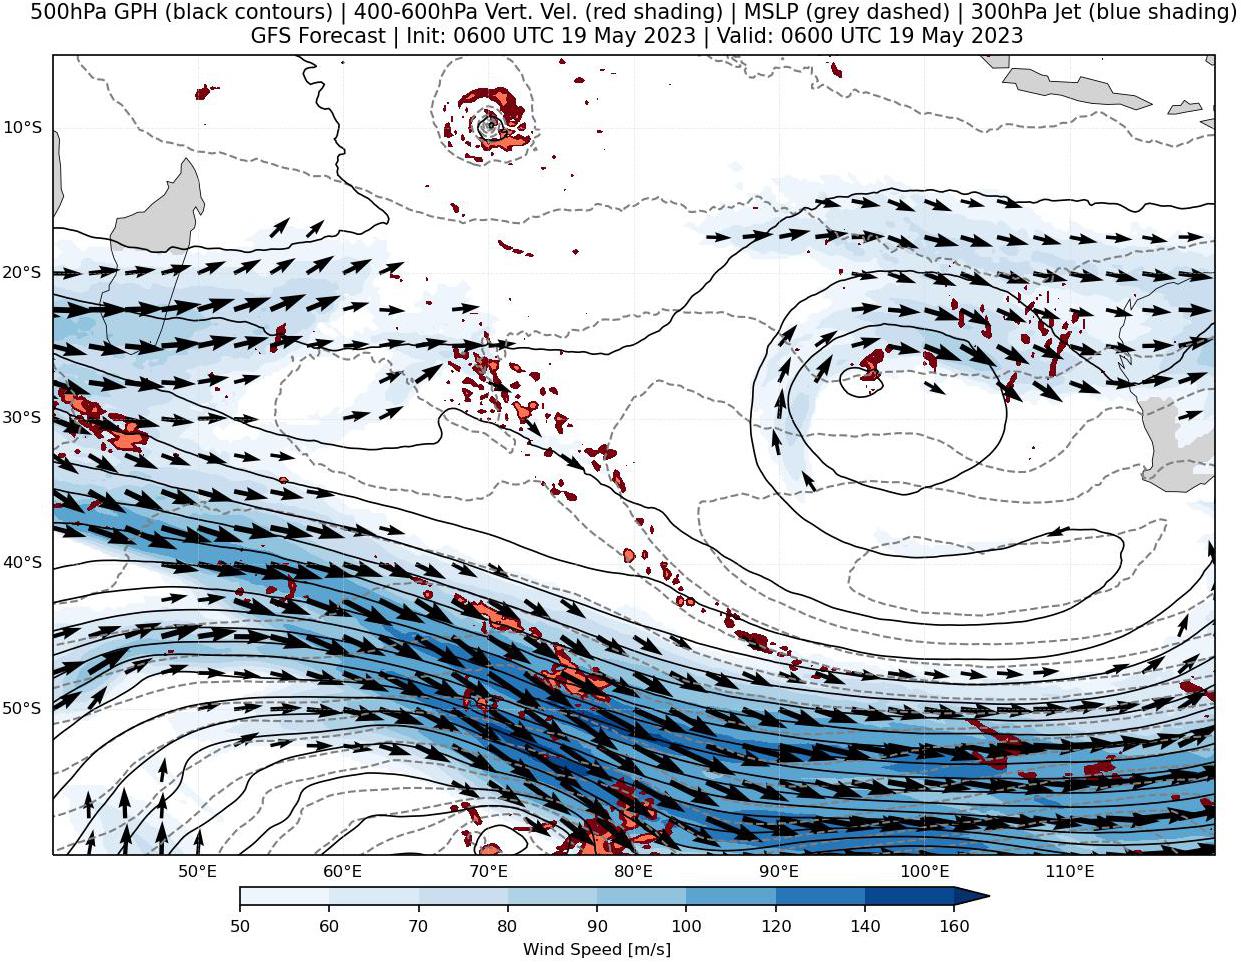 500hPa GPH (black contours) | 400-600hPa Vert. Vel. (red shading) | MSLP (grey dashed) | 300hPa Jet (blue shading)
GFS Forecast | Init: 0600 UTC 19 May 2023 | Valid: 0600 UTC 19 May 2023
10°S
20°S
30°S
40°S
50°S
50°E 60°E 70°E 80°E 90°E 100°E 110°E
50 60 70 80 90 100 120 140 160
Wind Speed [m/s]